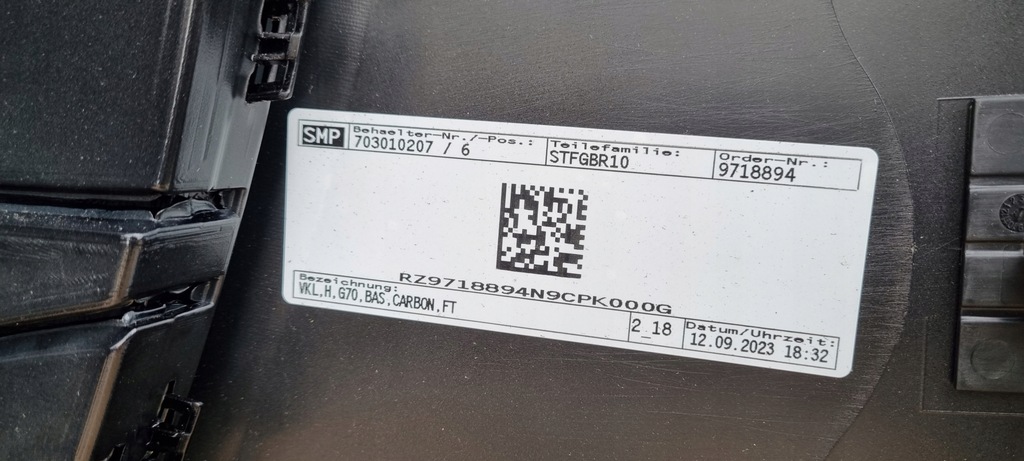 SMP
Behaelter-Nr./-Pos.:
703010207 / 6
Teilefamilie:
STFGBR10
Order-Nr.:
9718894
RZ9718894N9CPK000G
Bezeichnung:
VKL,H,G70,BAS,CARBON,FT
2_18
Datum/Uhrzeit:
12.09.2023 18:32